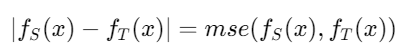 |f_S(x) − f_T(x)| = mse(f_S(x), f_T(x))